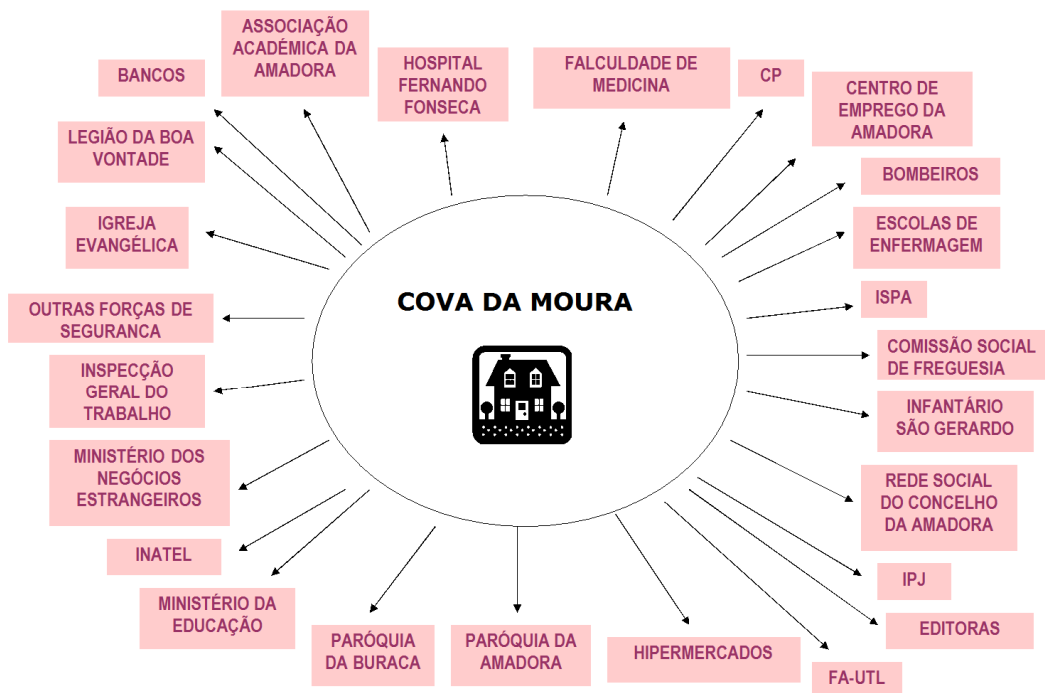 ASSOCIAÇÃO
ACADÉMICA DA
AMADORA
HOSPITAL
FERNANDO
FONSECA
FALCULDADE DE
MEDICINA
CP
BANCOS
CENTRO DE
EMPREGO DA
AMADORA
LEGIÃO DA BOA
VONTADE
BOMBEIROS
IGREJA
EVANGÉLICA
ESCOLAS DE
ENFERMAGEM
COVA DA MOURA
OUTRAS FORÇAS DE
SEGURANCA
ISPA
INSPECÇÃO
GERAL DO
TRABALHO
COMISSÃO SOCIAL
DE FREGUESIA
INFANTÁRIO
SÃO GERARDO
MINISTÉRIO DOS
NEGÓCIOS
ESTRANGEIROS
REDE SOCIAL
DO CONCELHO
DA AMADORA
INATEL
IPJ
MINISTÉRIO DA
EDUCAÇÃO
EDITORAS
PARÓQUIA
DA BURACA
PARÓQUIA DA
AMADORA
HIPERMERCADOS
FA-UTL